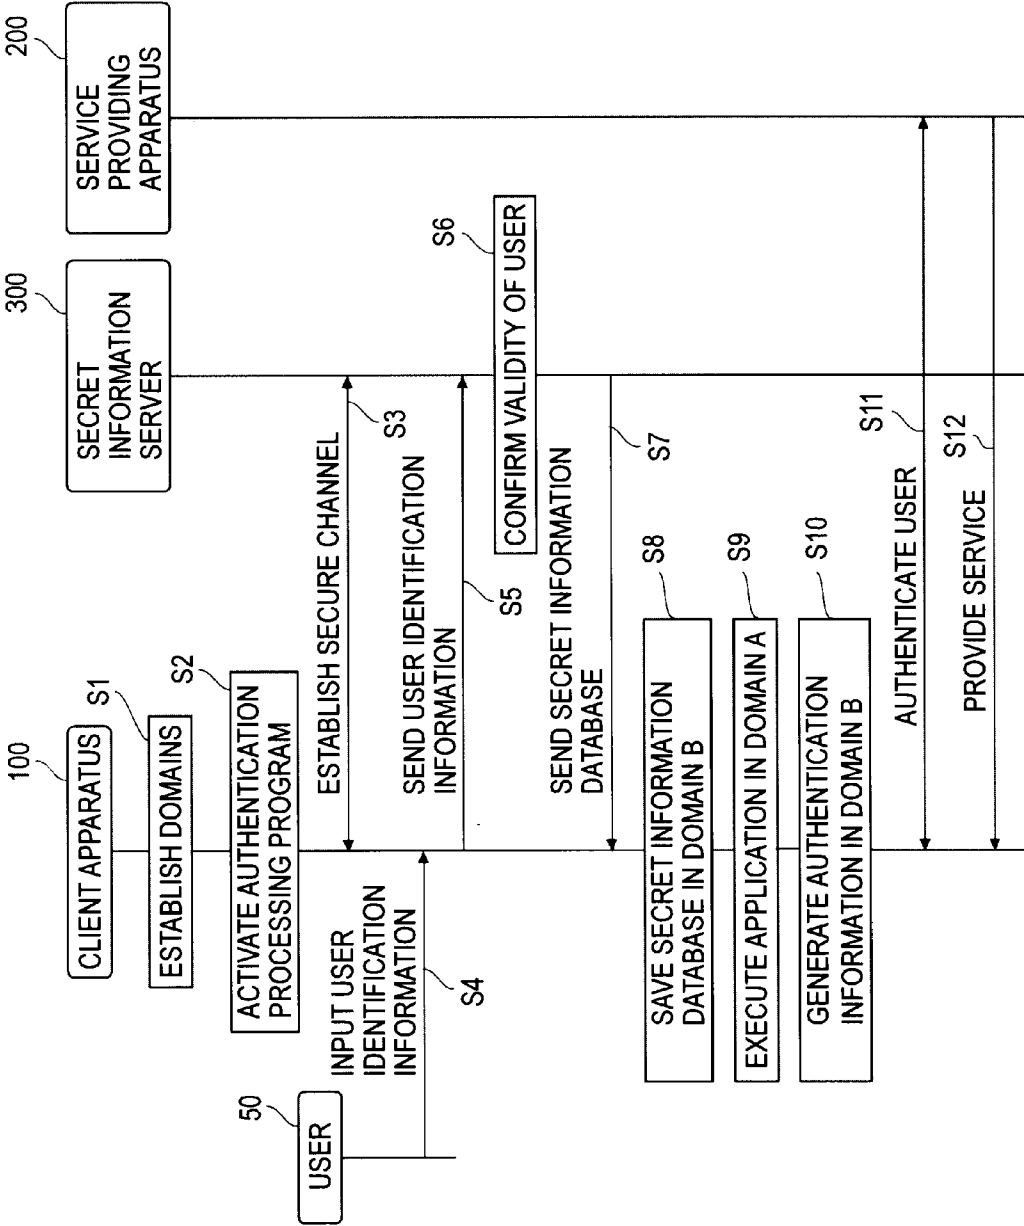 50
USER
100
CLIENT APPARATUS
300
SECRET
INFORMATION
SERVER
200
SERVICE
PROVIDING
APPARATUS
S1
ESTABLISH DOMAINS
S2
ACTIVATE AUTHENTICATION
PROCESSING PROGRAM
ESTABLISH SECURE CHANNEL
S3
INPUT USER
IDENTIFICATION
INFORMATION
S4
SEND USER IDENTIFICATION
INFORMATION
S5
S6
CONFIRM VALIDITY OF USER
SEND SECRET INFORMATION
DATABASE
S7
S8
SAVE SECRET INFORMATION
DATABASE IN DOMAIN B
S9
EXECUTE APPLICATION IN DOMAIN A
S10
GENERATE AUTHENTICATION
INFORMATION IN DOMAIN B
S11
AUTHENTICATE USER
S12
PROVIDE SERVICE